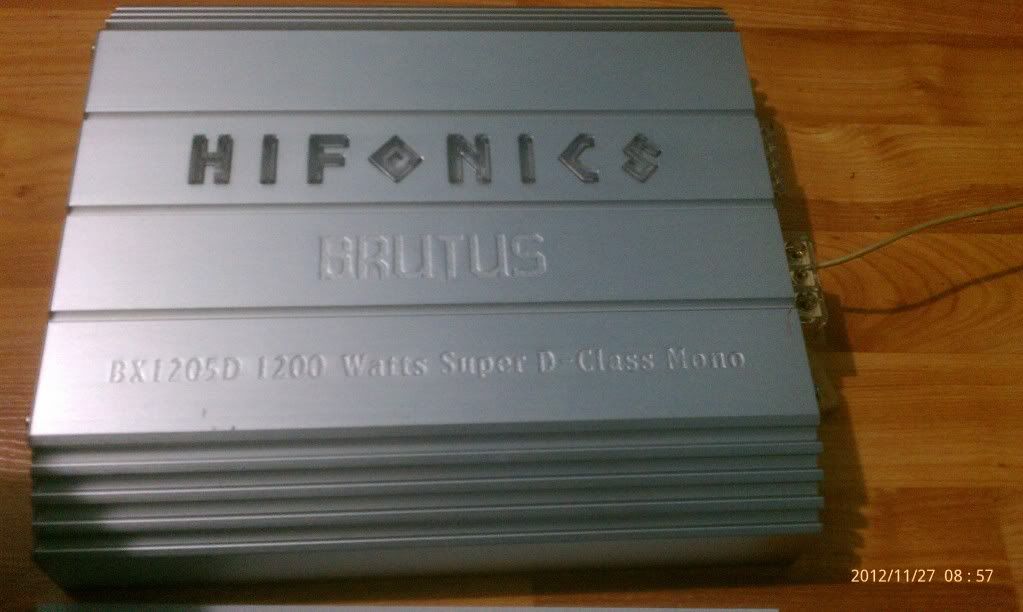 HIFONICS
BRUTUS
BX1205D 1200 Watts Super D-Class Mono
2012/11/27 08:57